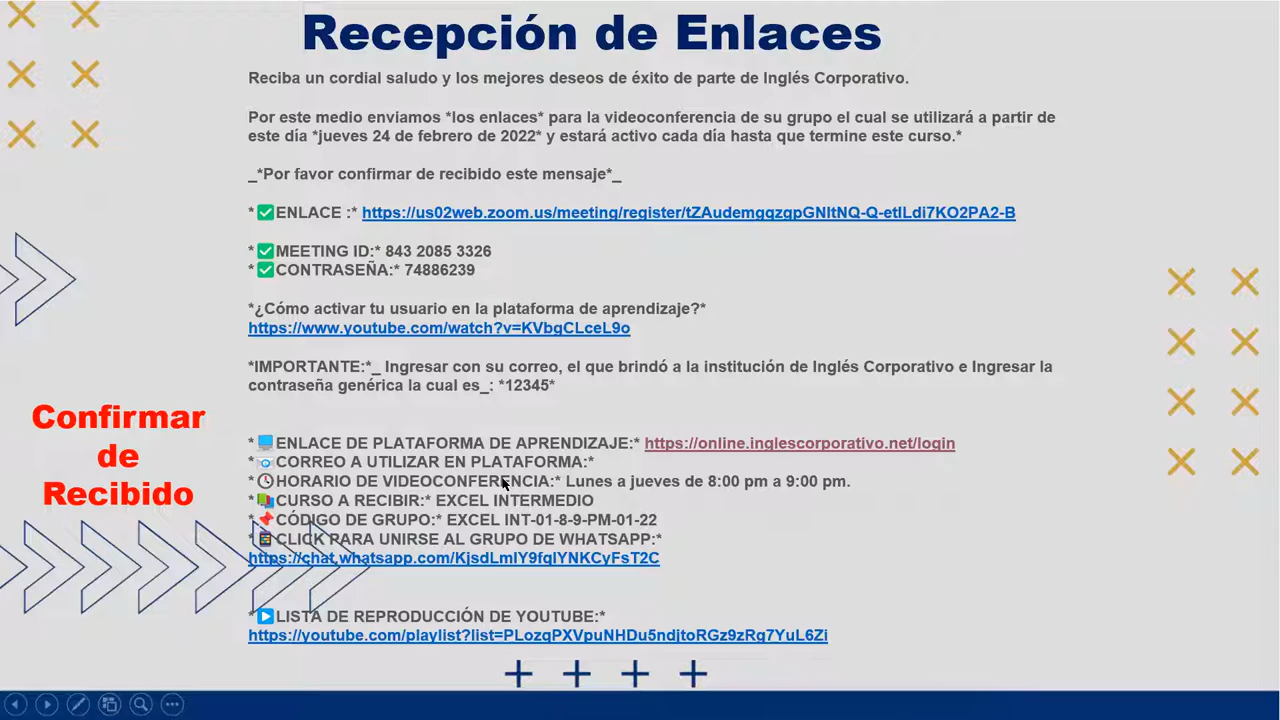 Recepción de Enlaces
Reciba un cordial saludo y los mejores deseos de éxito de parte de Inglés Corporativo.
Por este medio enviamos *los enlaces* para la videoconferencia de su grupo el cual se utilizará a partir de
este día *jueves 24 de febrero de 2022* y estará activo cada día hasta que termine este curso.*
_*Por favor confirmar de recibido este mensaje*_
*✅ENLACE :* https://us02web.zoom.us/meeting/register/tZAudemgqzgpGNItNQ-Q-etILdi7KO2PA2-B
*✅MEETING ID:* 843 2085 3326
*✅CONTRASEÑA:* 74886239
*¿Cómo activar tu usuario en la plataforma de aprendizaje?*
https://www.youtube.com/watch?v=KVbgCLceL9o
*IMPORTANTE:*_ Ingresar con su correo, el que brindó a la institución de Inglés Corporativo e Ingresar la
contraseña genérica la cual es_: *12345*
Confirmar
de
Recibido
*🖥️ENLACE DE PLATAFORMA DE APRENDIZAJE:* https://online.inglescorporativo.net/login
*📧CORREO A UTILIZAR EN PLATAFORMA:*
*🕓HORARIO DE VIDEOCONFERENCIA:* Lunes a jueves de 8:00 pm a 9:00 pm.
*📚CURSO A RECIBIR:* EXCEL INTERMEDIO
*📌CÓDIGO DE GRUPO:* EXCEL INT-01-8-9-PM-01-22
*📱CLICK PARA UNIRSE AL GRUPO DE WHATSAPP:*
https://chat.whatsapp.com/KjsdLmIY9fqIYNKCyFsT2C
*▶️LISTA DE REPRODUCCIÓN DE YOUTUBE:*
https://youtube.com/playlist?list=PLozqPXVpuNHDu5ndjtoRGz9zRq7YuL6Zi